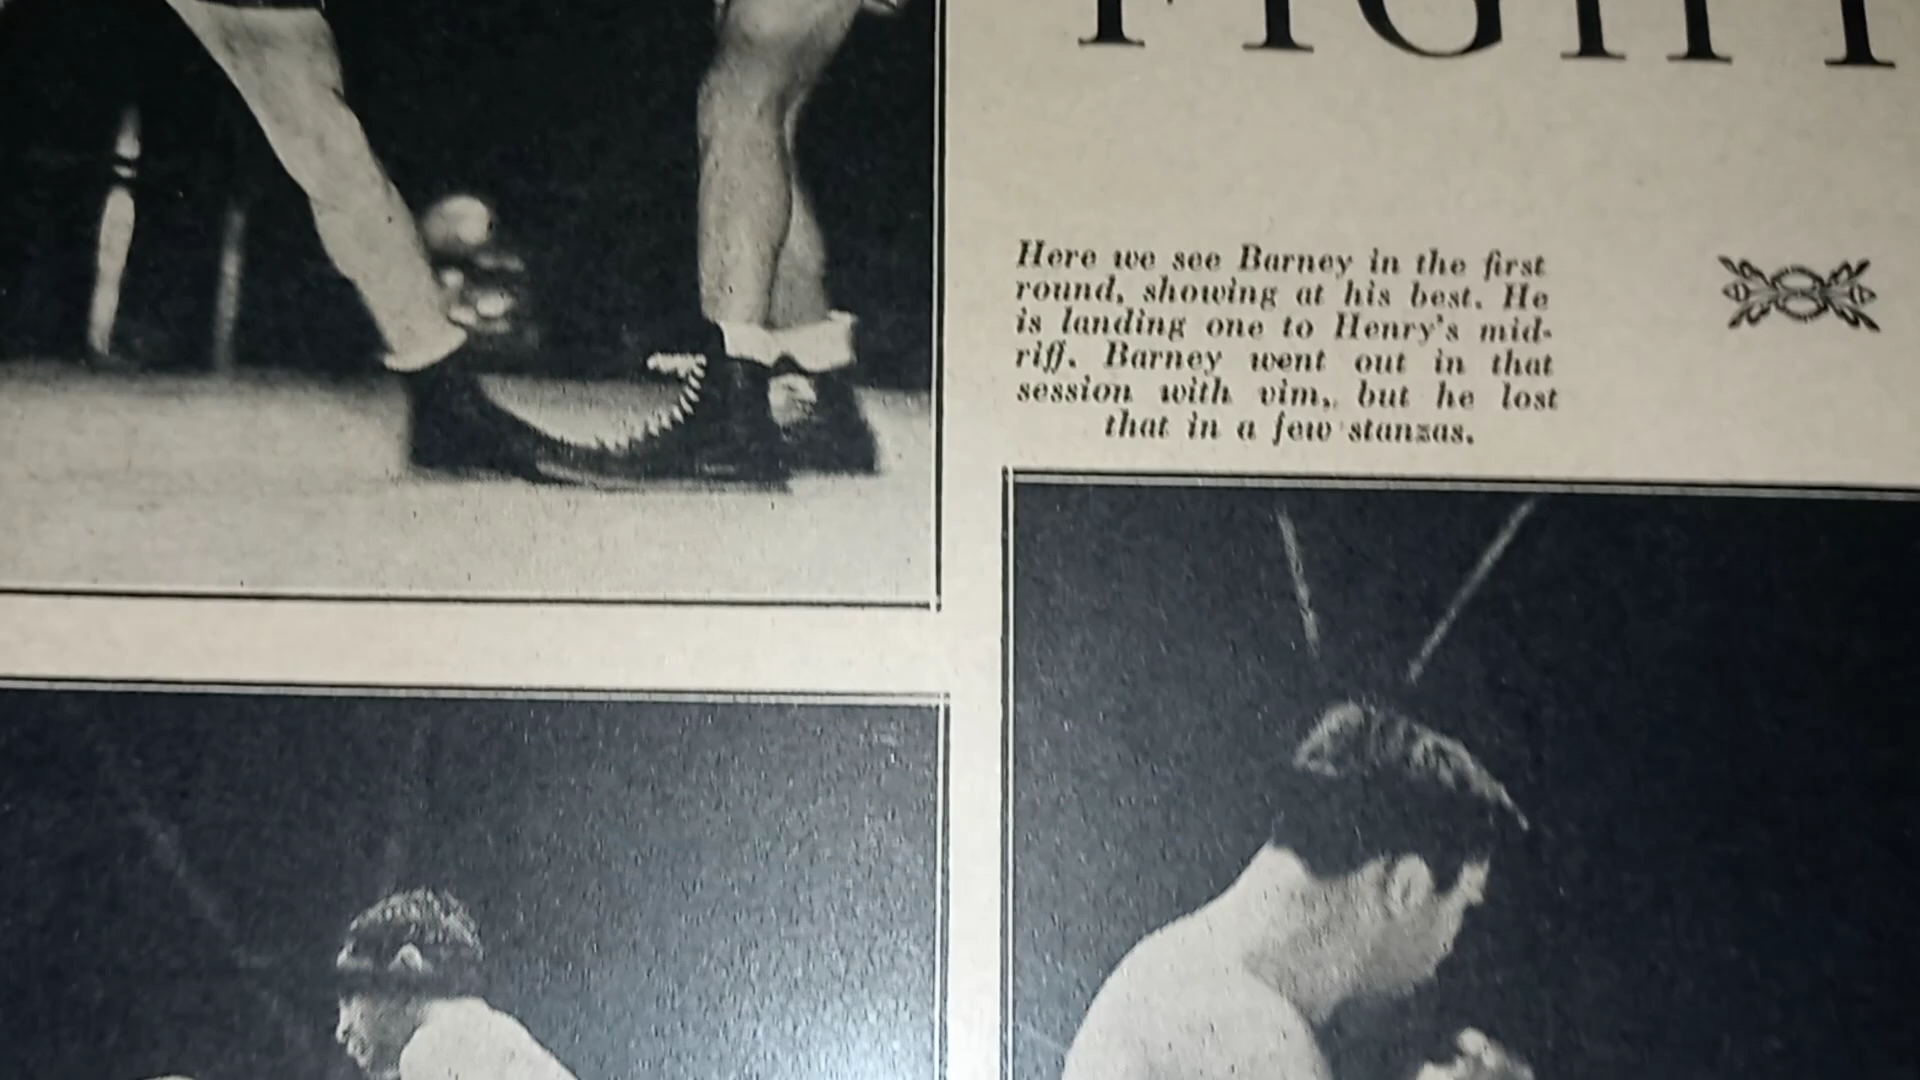 FIGHT
Here we see Barney in the first
round, showing at his best. He
is landing one to Henry's mid-
riff. Barney went out in that
session with vim, but he lost
that in a few stanzas.